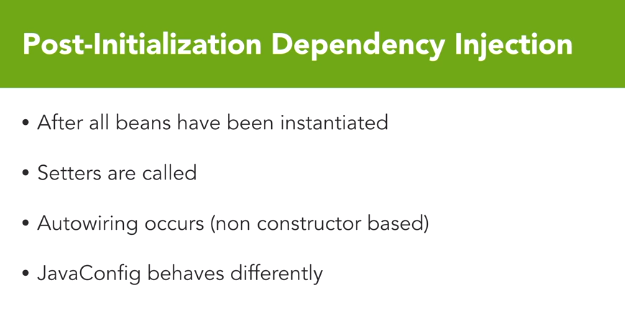 Post-Initialization Dependency Injection
• After all beans have been instantiated
• Setters are called
• Autowiring occurs (non constructor based)
• JavaConfig behaves differently